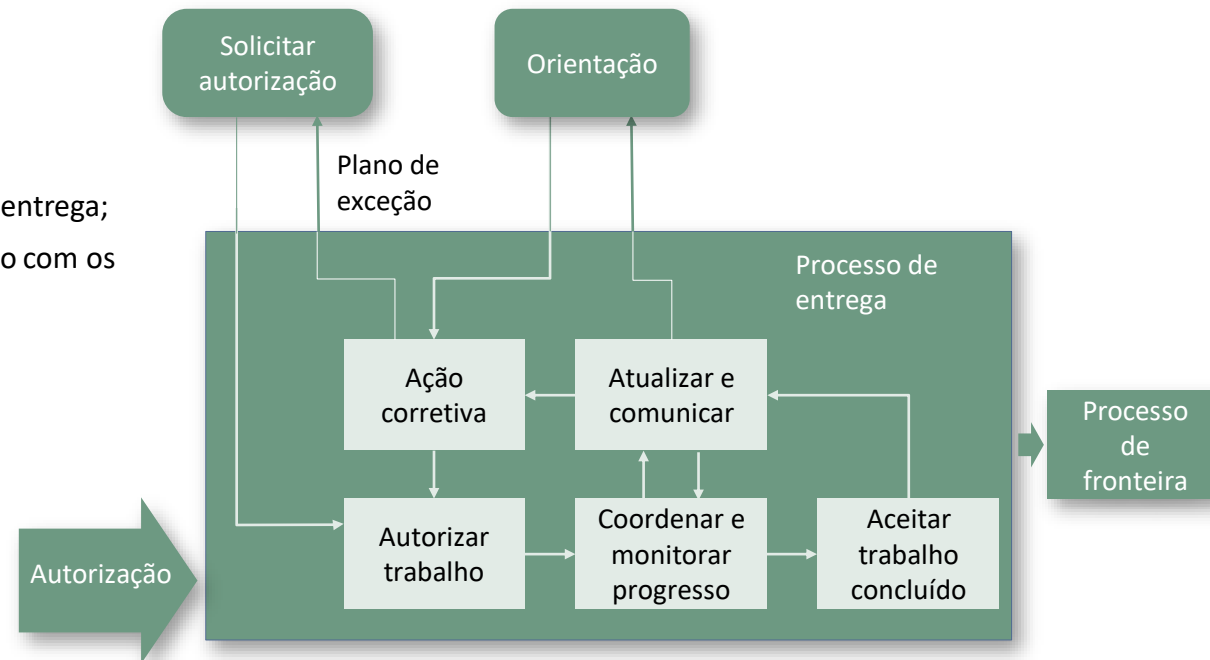 Solicitar
autorização
Orientação
Plano de
exceção
entrega;
o com os
Processo de
entrega
Ação
corretiva
Atualizar e
comunicar
Processo
de
fronteira
Autorizar
trabalho
Coordenar e
monitorar
progresso
Aceitar
trabalho
concluído
Autorização